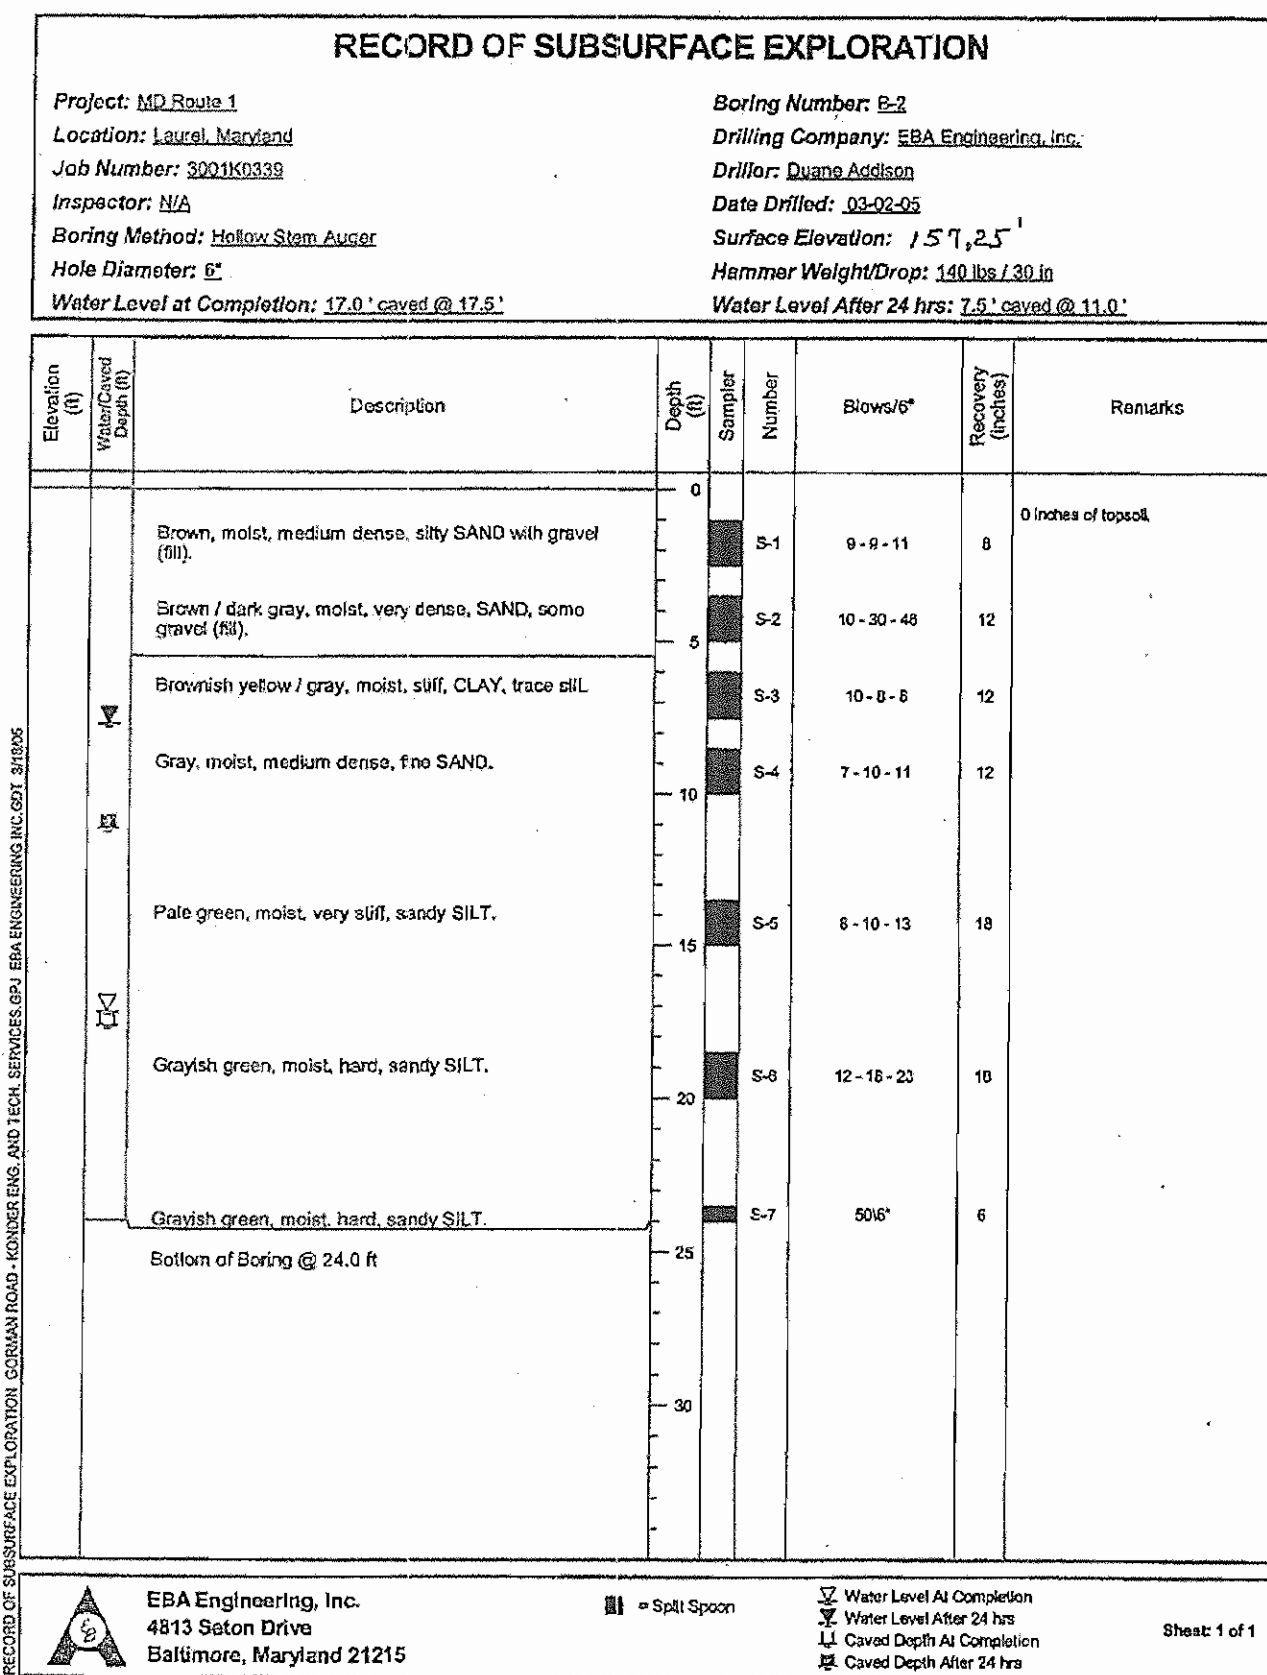 RECORD OF SUBSURFACE EXPLORATION
Project: MD Route 1
Boring Number: B-2
Location: Laurel, Maryland
Drilling Company: EBA Engineering, Inc.
Job Number: 3001K0339
Driller: Duane Addison
Inspector: N/A
Date Drilled: 03-02-05
Boring Method: Hollow Stem Auger
Surface Elevation: 157.25'
Hole Diameter: 6"
Hammer Weight/Drop: 140 lbs / 30 in
Water Level at Completion: 17.0 ' caved @ 17.5 '
Water Level After 24 hrs: 7.5 ' caved @ 11.0 '
Elevation (ft)
Water/Caved Depth (ft)
Description
Depth (ft)
Sampler
Number
Blows/6"
Recovery (inches)
Remarks
0
0 inches of topsoil.
Brown, moist, medium dense, silty SAND with gravel
(fill).
S-1
9 - 9 - 11
8
Brown / dark gray, moist, very dense, SAND, some
gravel (fill).
S-2
10 - 30 - 48
12
5
Brownish yellow / gray, moist, stiff, CLAY, trace silt.
S-3
10 - 8 - 8
12
Gray, moist, medium dense, fine SAND.
S-4
7 - 10 - 11
12
10
Pale green, moist, very stiff, sandy SILT.
S-5
8 - 10 - 13
18
15
Grayish green, moist, hard, sandy SILT.
S-6
12 - 18 - 23
18
20
Grayish green, moist, hard, sandy SILT.
S-7
50\6"
6
Bottom of Boring @ 24.0 ft
25
30
RECORD OF SUBSURFACE EXPLORATION GORMAN ROAD - KONDER ENG. AND TECH. SERVICES.GPJ EBA ENGINEERING INC.GDT 3/18/05
EBA Engineering, Inc.
4813 Seton Drive
Baltimore, Maryland 21215
= Split Spoon
Water Level At Completion
Water Level After 24 hrs
Caved Depth At Completion
Caved Depth After 24 hrs
Sheet 1 of 1